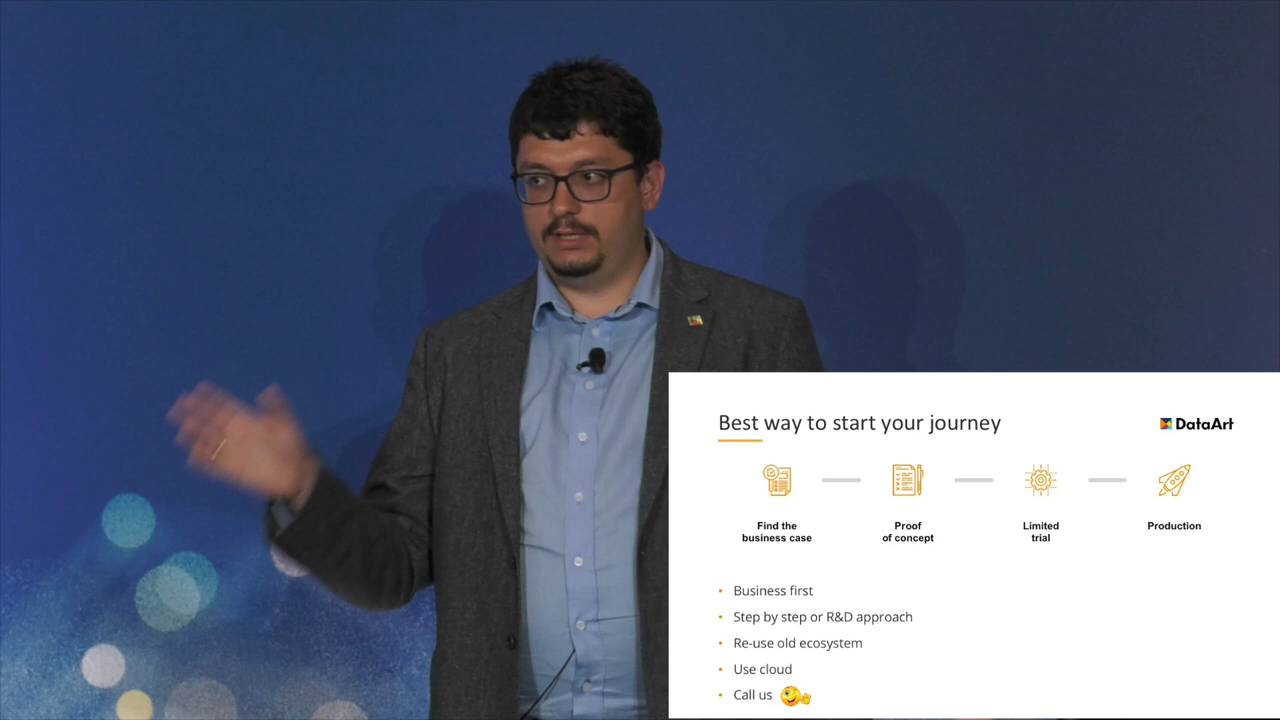 Best way to start your journey
DataArt
Find the
business case
Proof
of concept
Limited
trial
Production
• Business first
• Step by step or R&D approach
• Re-use old ecosystem
• Use cloud
• Call us